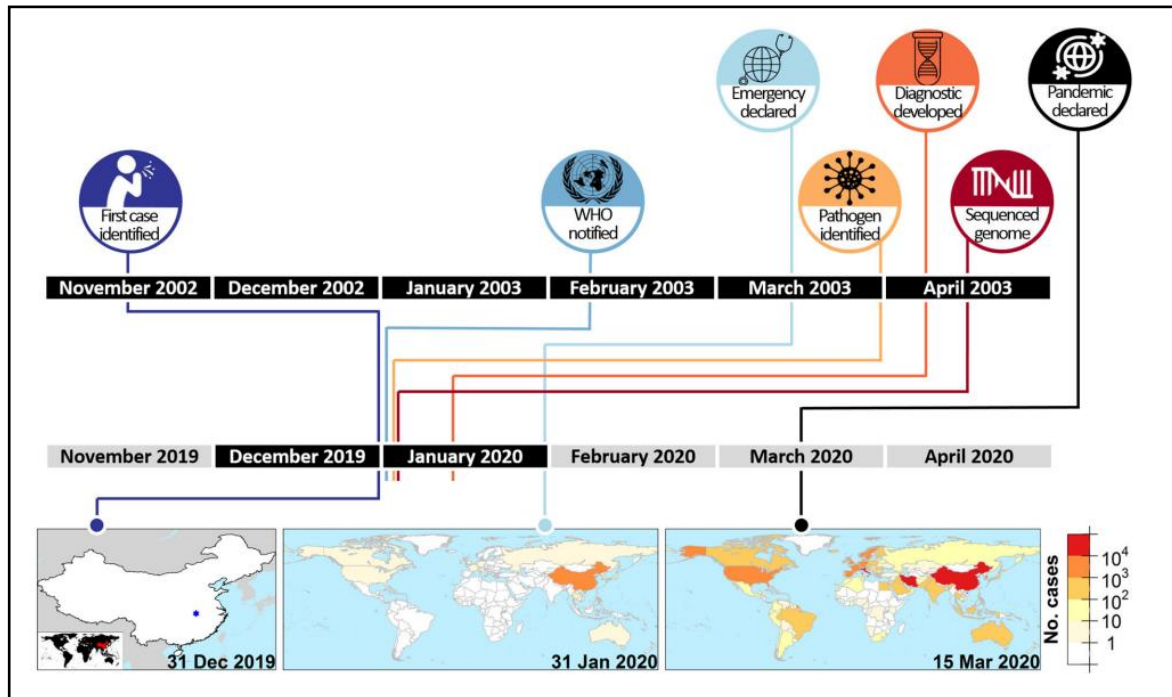 Emergency
declared
Diagnostic
developed
Pandemic
declared
First case
identified
WHO
notified
Pathogen
identified
Sequenced
genome
November 2002 December 2002 January 2003 February 2003 March 2003 April 2003
November 2019 December 2019 January 2020 February 2020 March 2020 April 2020
31 Dec 2019
31 Jan 2020
15 Mar 2020
No. cases
10⁴
10³
10²
10
1